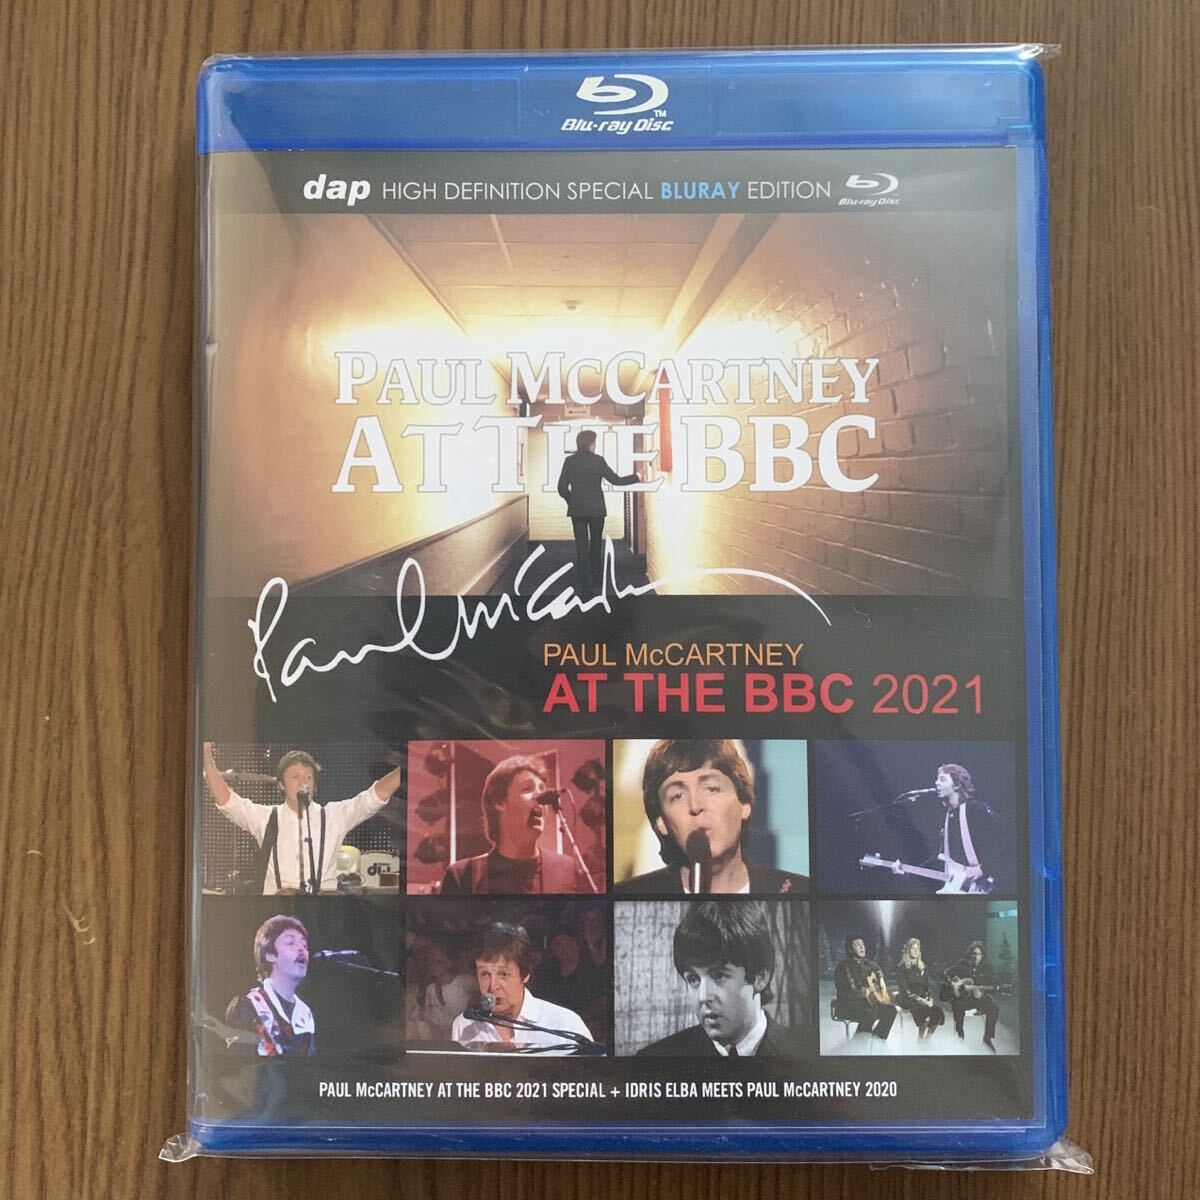 Blu-ray Disc TM
dap HIGH DEFINITION SPECIAL BLURAY EDITION Blu-ray Disc
PAUL MCCARTNEY
AT THE BBC
Paul McCartney
PAUL McCARTNEY
AT THE BBC 2021
PAUL McCARTNEY AT THE BBC 2021 SPECIAL + IDRIS ELBA MEETS PAUL McCARTNEY 2020